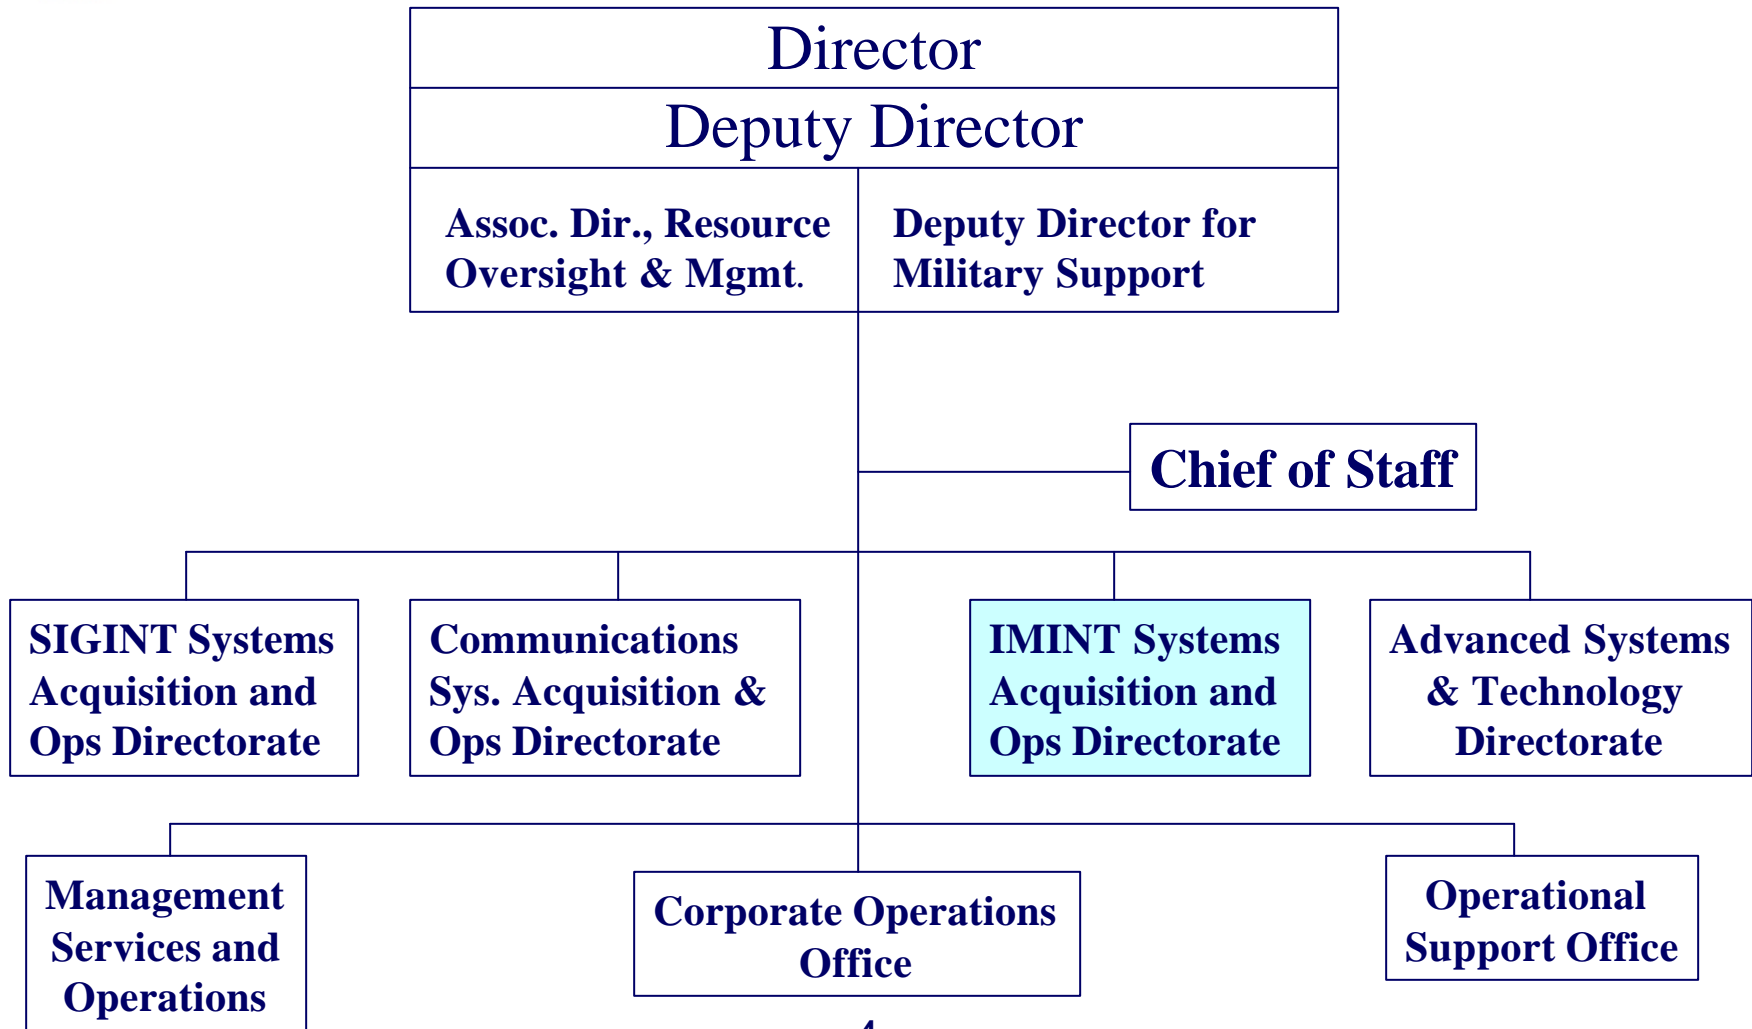 Director
Deputy Director
Assoc. Dir., Resource
Oversight & Mgmt.
Deputy Director for
Military Support
Chief of Staff
SIGINT Systems
Acquisition and
Ops Directorate
Communications
Sys. Acquisition &
Ops Directorate
IMINT Systems
Acquisition and
Ops Directorate
Advanced Systems
& Technology
Directorate
Management
Services and
Operations
Corporate Operations
Office
Operational
Support Office
4